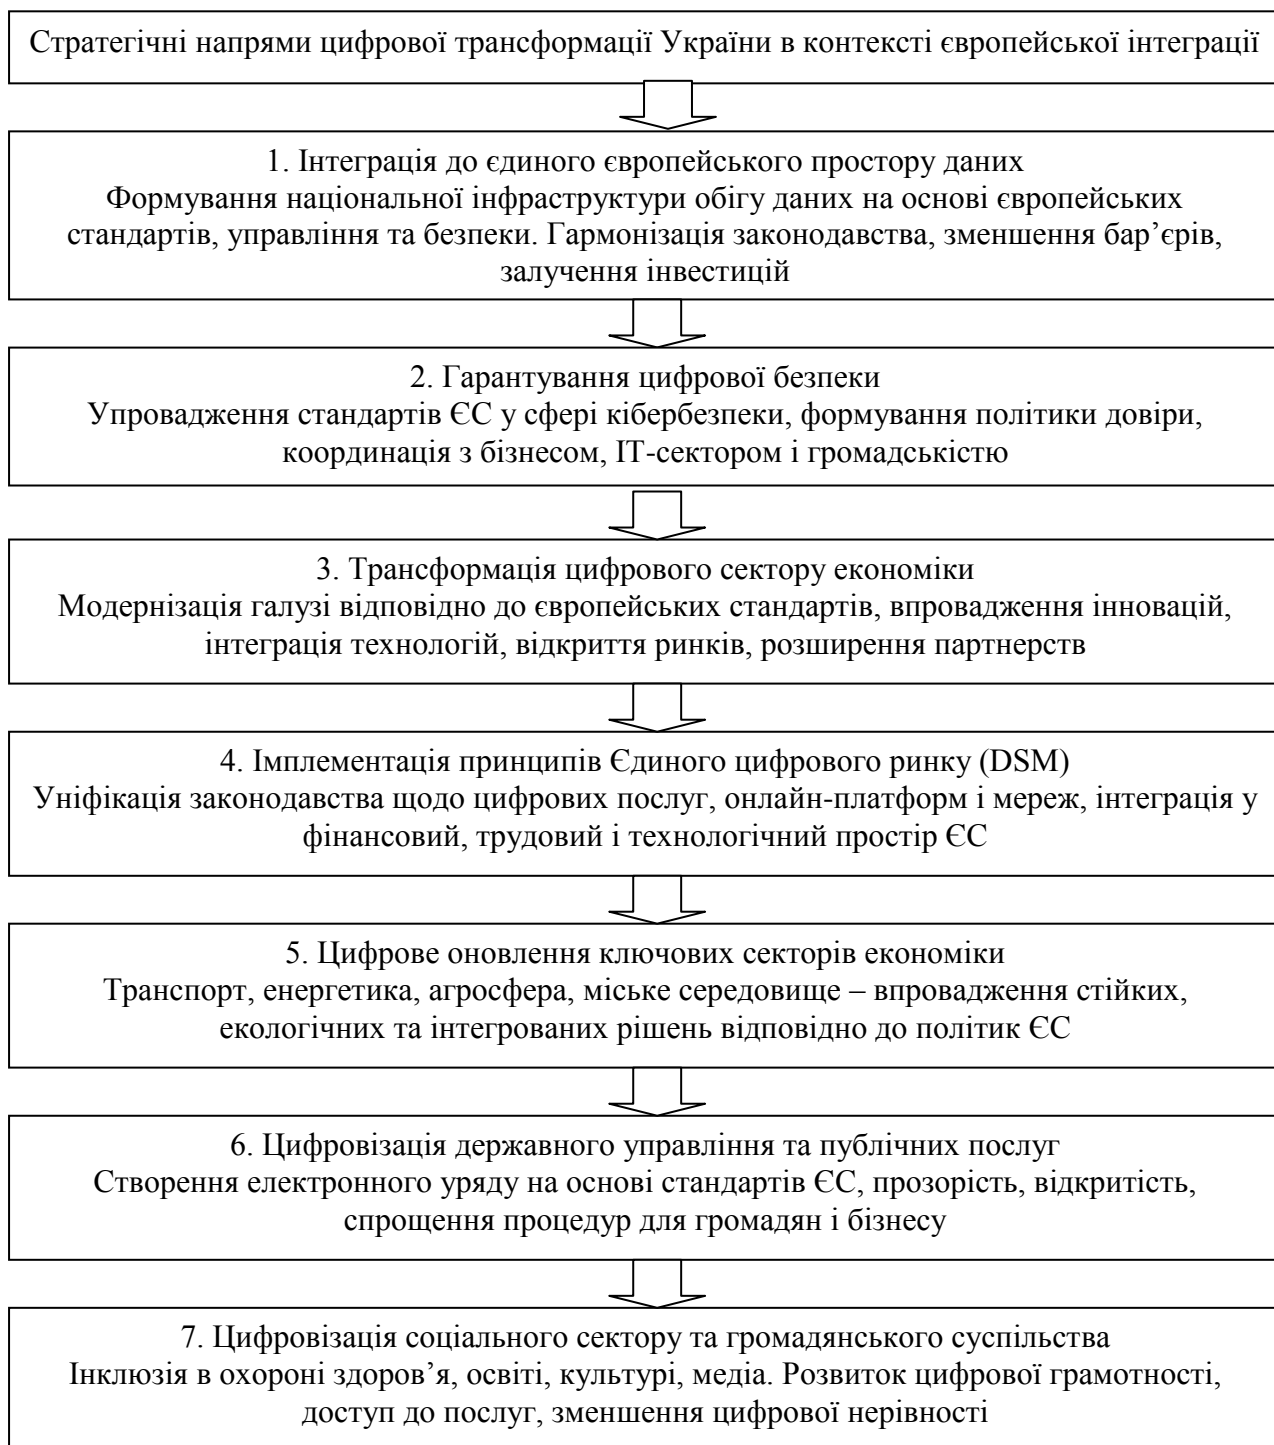 Стратегічні напрями цифрової трансформації України в контексті європейської інтеграції
1. Інтеграція до єдиного європейського простору даних
Формування національної інфраструктури обігу даних на основі європейських
стандартів, управління та безпеки. Гармонізація законодавства, зменшення бар’єрів,
залучення інвестицій
2. Гарантування цифрової безпеки
Упровадження стандартів ЄС у сфері кібербезпеки, формування політики довіри,
координація з бізнесом, ІТ-сектором і громадськістю
3. Трансформація цифрового сектору економіки
Модернізація галузі відповідно до європейських стандартів, впровадження інновацій,
інтеграція технологій, відкриття ринків, розширення партнерств
4. Імплементація принципів Єдиного цифрового ринку (DSM)
Уніфікація законодавства щодо цифрових послуг, онлайн-платформ і мереж, інтеграція у
фінансовий, трудовий і технологічний простір ЄС
5. Цифрове оновлення ключових секторів економіки
Транспорт, енергетика, агросфера, міське середовище – впровадження стійких,
екологічних та інтегрованих рішень відповідно до політик ЄС
6. Цифровізація державного управління та публічних послуг
Створення електронного уряду на основі стандартів ЄС, прозорість, відкритість,
спрощення процедур для громадян і бізнесу
7. Цифровізація соціального сектору та громадянського суспільства
Інклюзія в охороні здоров’я, освіті, культурі, медіа. Розвиток цифрової грамотності,
доступ до послуг, зменшення цифрової нерівності